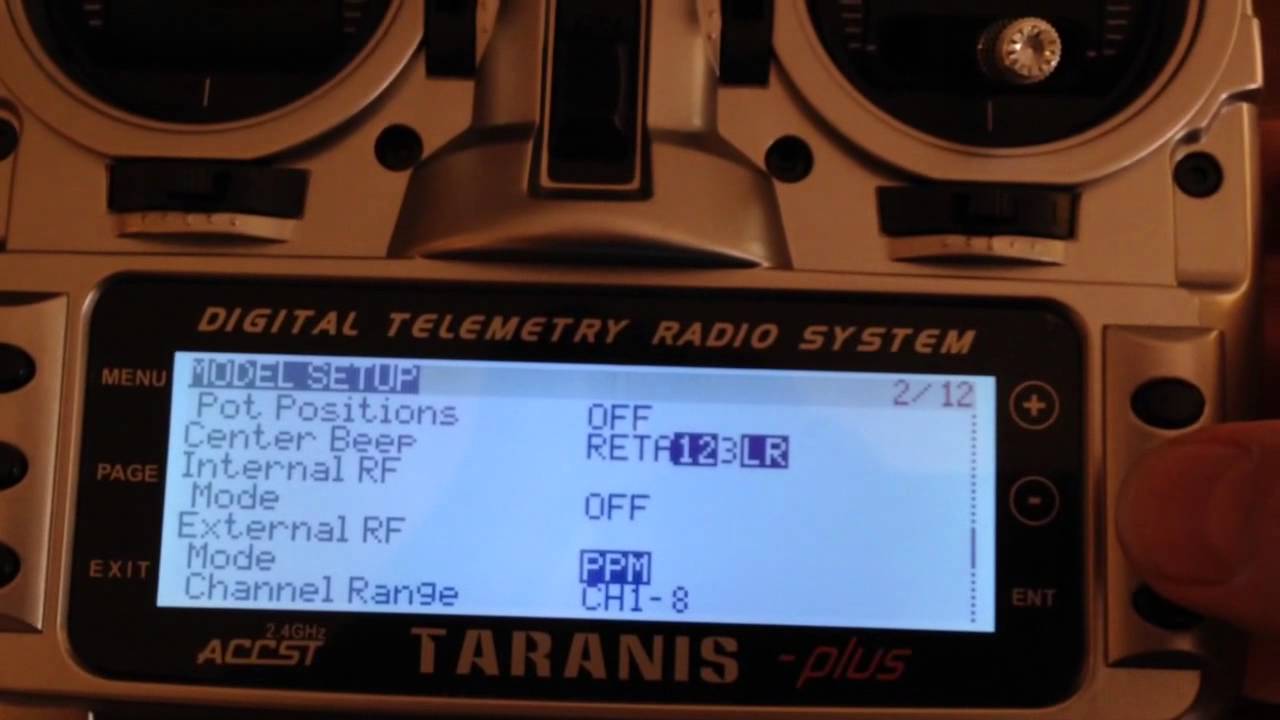 DIGITAL TELEMETRY RADIO SYSTEM
MENU
PAGE
EXIT
MODEL SETUP 2/12
Pot Positions OFF
Center Beep RETA123LR
Internal RF
Mode OFF
External RF
Mode PPM
Channel Range CH1-8
+
-
ENT
2.4GHz
ACCST
TARANIS -plus